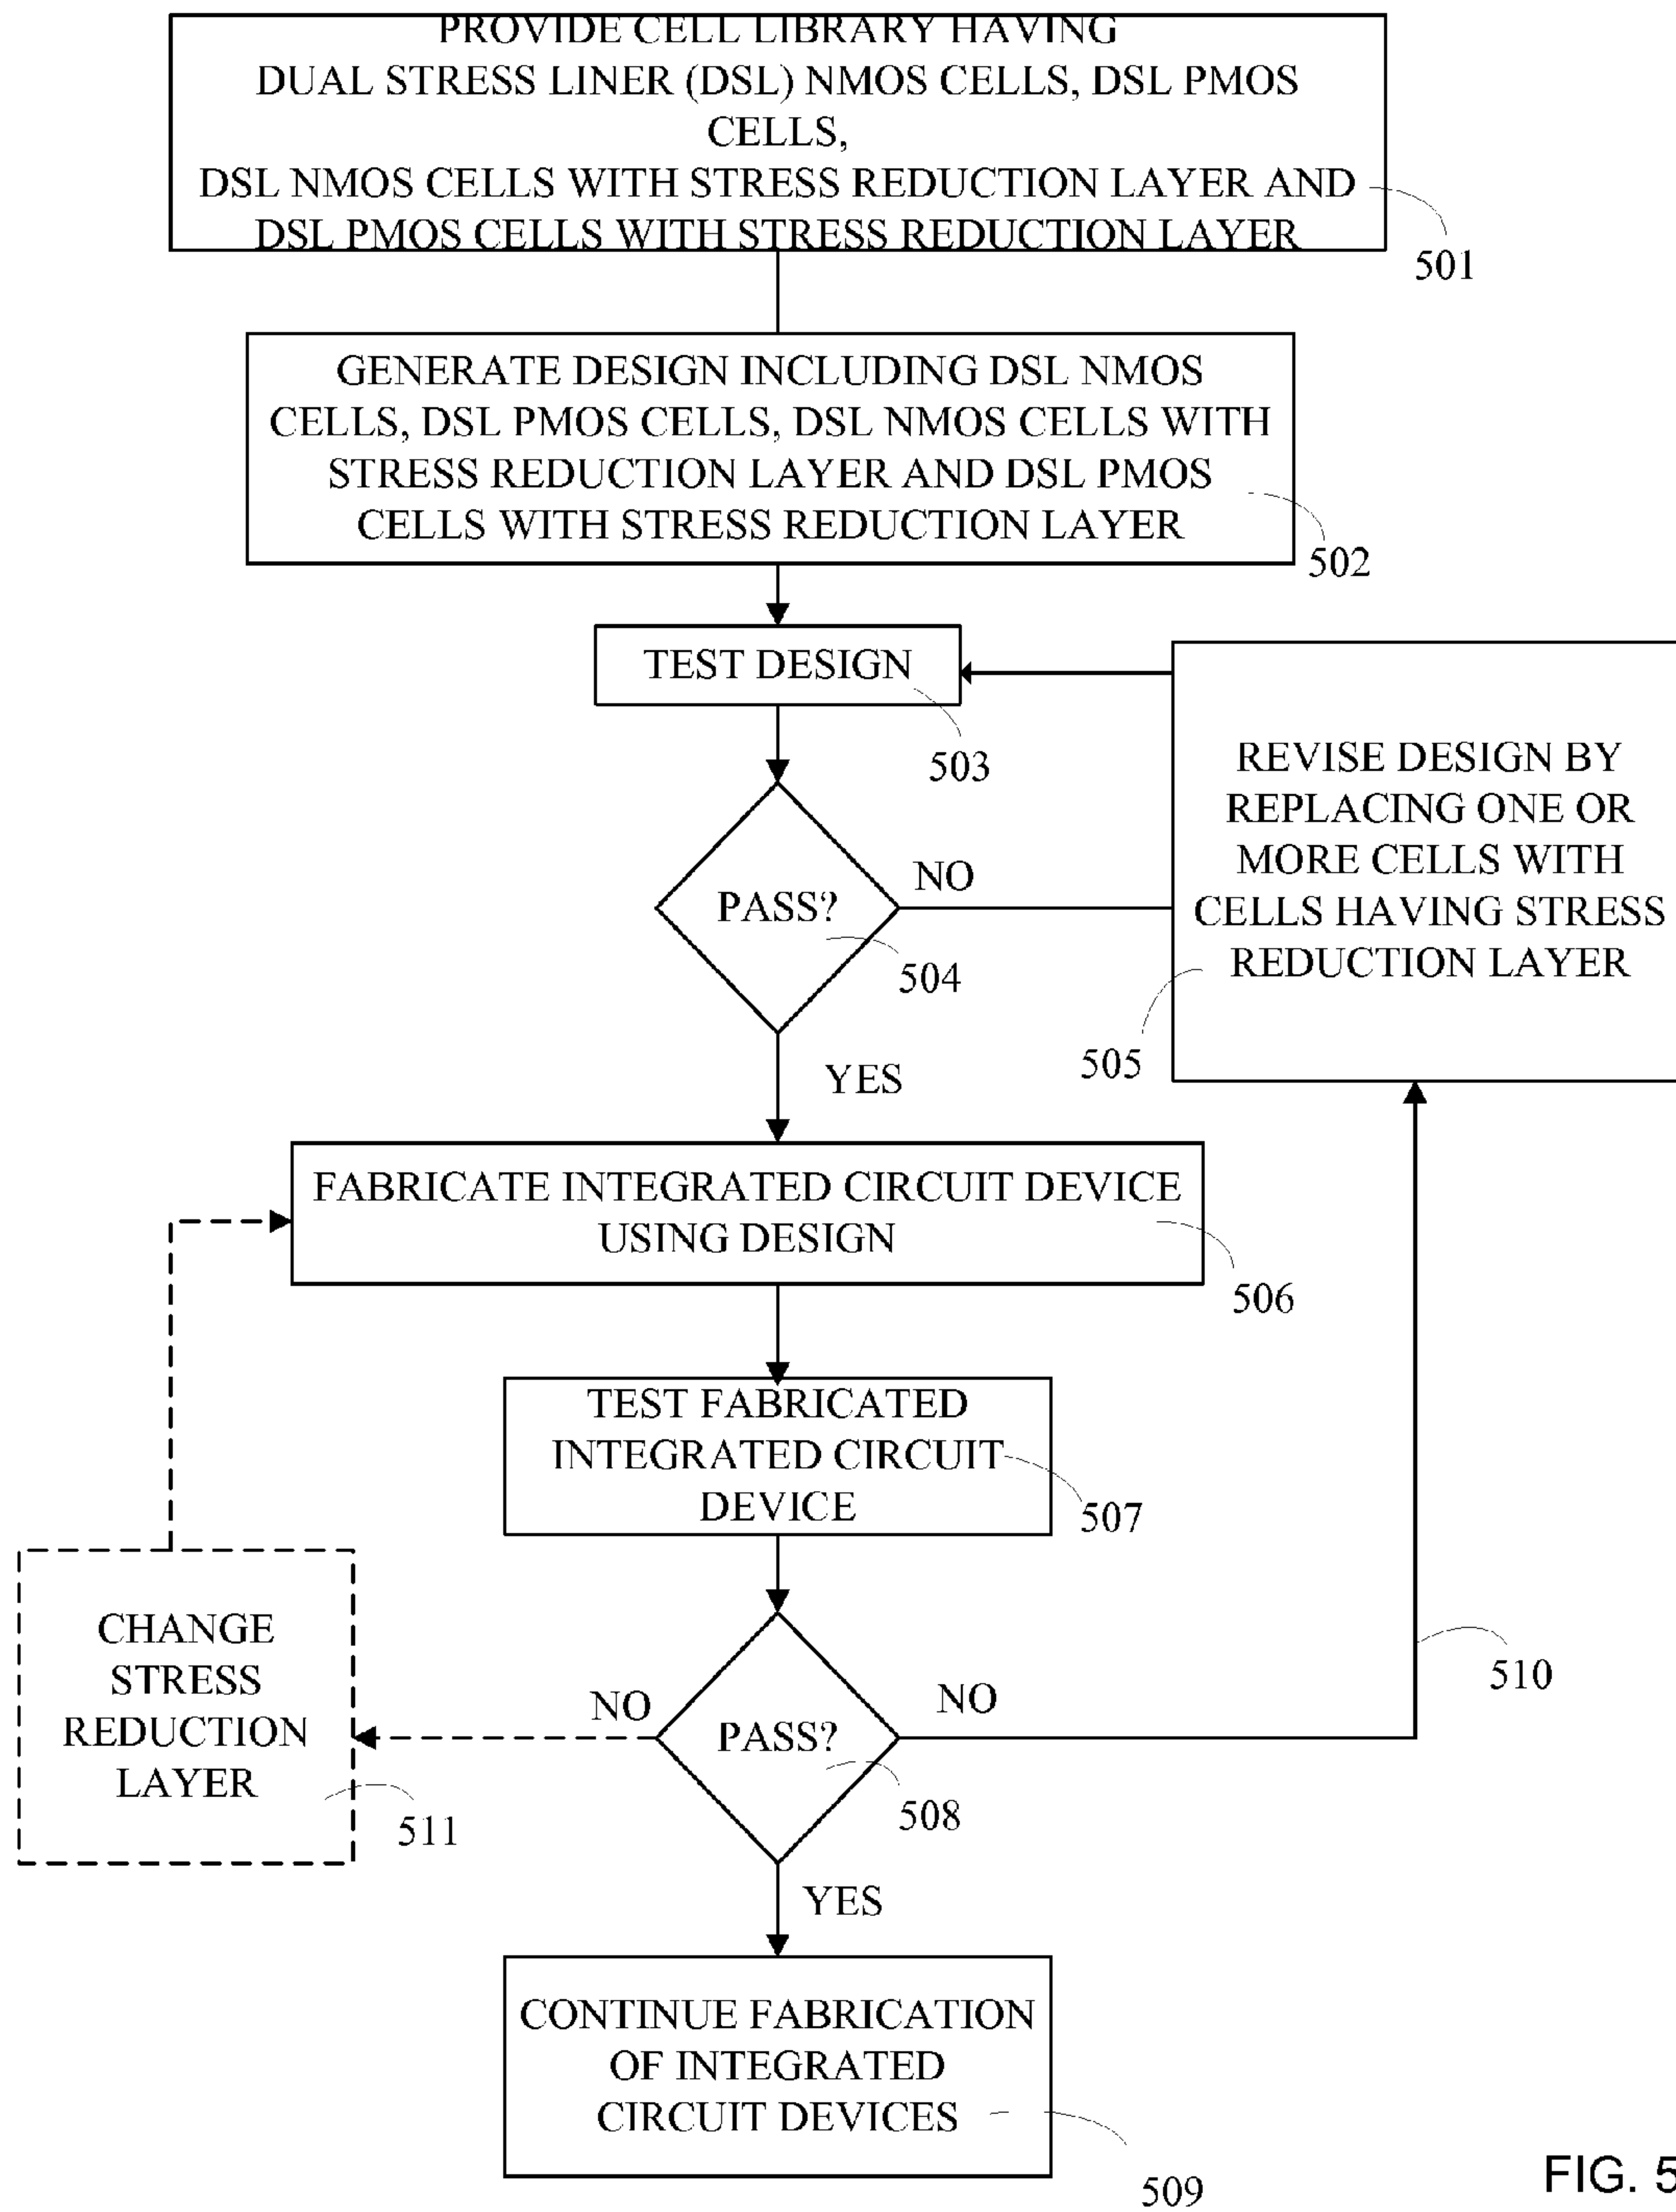 PROVIDE CELL LIBRARY HAVING
DUAL STRESS LINER (DSL) NMOS CELLS, DSL PMOS
CELLS,
DSL NMOS CELLS WITH STRESS REDUCTION LAYER AND
DSL PMOS CELLS WITH STRESS REDUCTION LAYER
501
GENERATE DESIGN INCLUDING DSL NMOS
CELLS, DSL PMOS CELLS, DSL NMOS CELLS WITH
STRESS REDUCTION LAYER AND DSL PMOS
CELLS WITH STRESS REDUCTION LAYER
502
TEST DESIGN
503
REVISE DESIGN BY
REPLACING ONE OR
MORE CELLS WITH
CELLS HAVING STRESS
REDUCTION LAYER
505
PASS?
NO
504
YES
FABRICATE INTEGRATED CIRCUIT DEVICE
USING DESIGN
506
TEST FABRICATED
INTEGRATED CIRCUIT
DEVICE
507
CHANGE
STRESS
REDUCTION
LAYER
511
NO
PASS?
NO
510
508
YES
CONTINUE FABRICATION
OF INTEGRATED
CIRCUIT DEVICES
509
FIG. 5